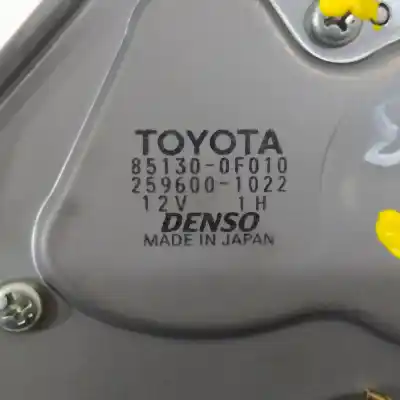 TOYOTA
85130-0F010
259600-1022
12V 1H
DENSO
MADE IN JAPAN